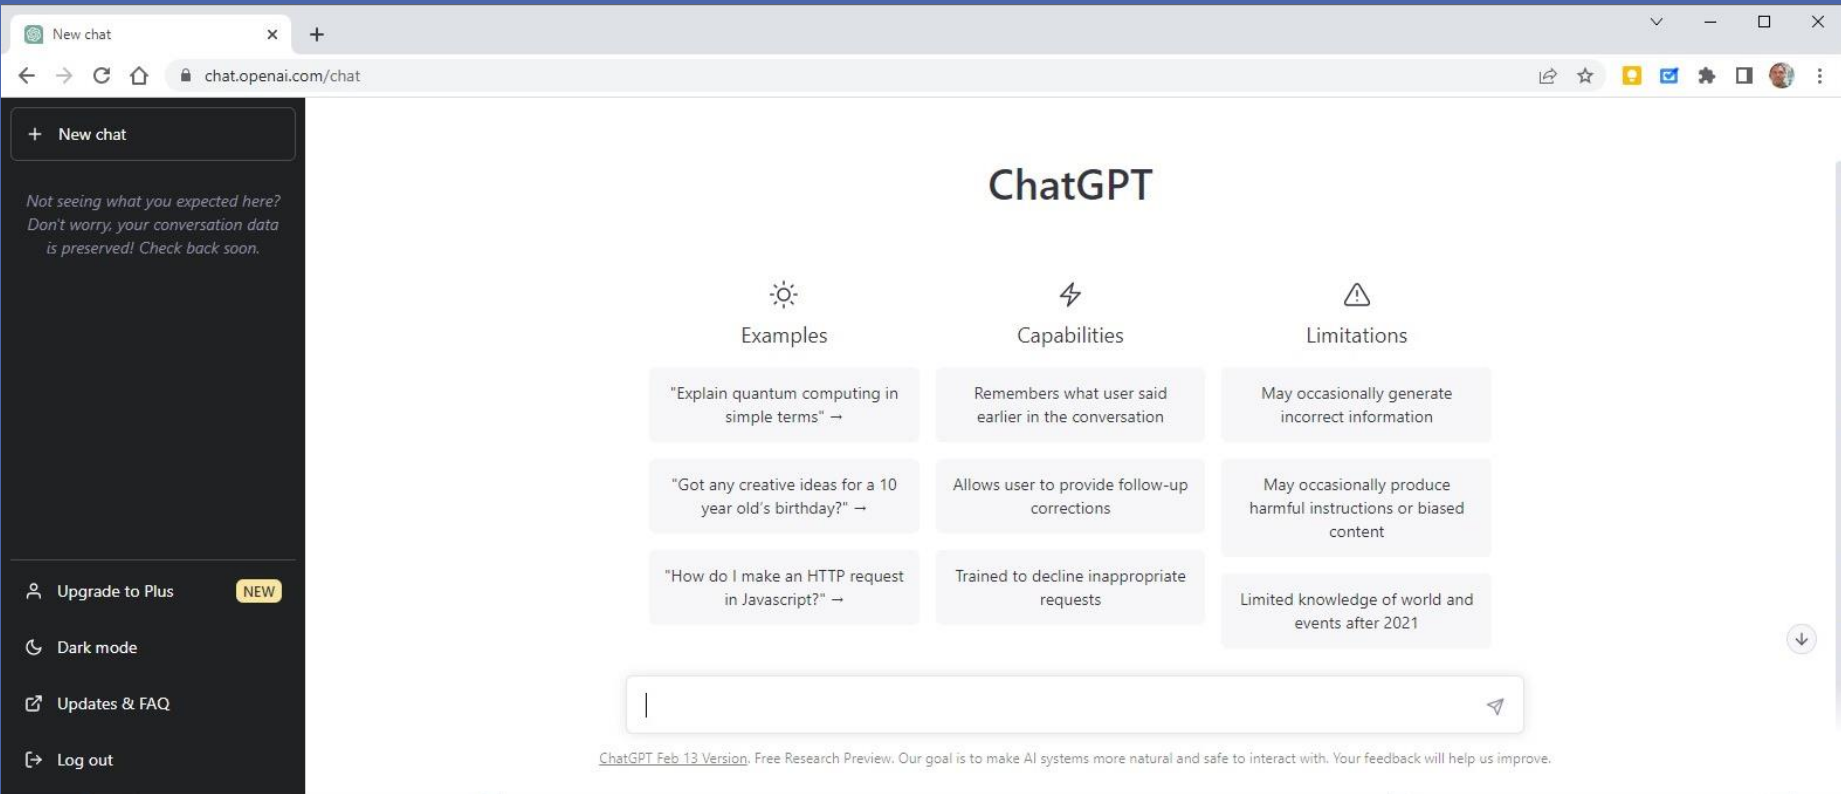 New chat
chat.openai.com/chat
New chat
Not seeing what you expected here?
Don't worry, your conversation data
is preserved! Check back soon.
Upgrade to Plus NEW
Dark mode
Updates & FAQ
Log out
ChatGPT
Examples
"Explain quantum computing in
simple terms" →
"Got any creative ideas for a 10
year old's birthday?" →
"How do I make an HTTP request
in Javascript?" →
Capabilities
Remembers what user said
earlier in the conversation
Allows user to provide follow-up
corrections
Trained to decline inappropriate
requests
Limitations
May occasionally generate
incorrect information
May occasionally produce
harmful instructions or biased
content
Limited knowledge of world and
events after 2021
ChatGPT Feb 13 Version. Free Research Preview. Our goal is to make AI systems more natural and safe to interact with. Your feedback will help us improve.